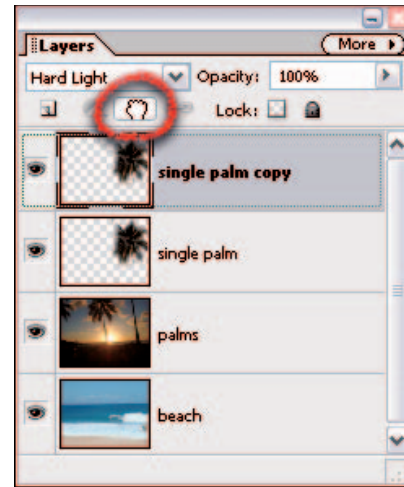 Layers More
Hard Light Opacity: 100%
Lock:
single palm copy
single palm
palms
beach